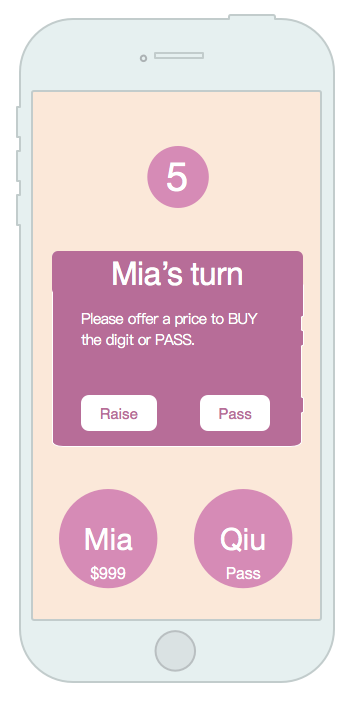 5
Mia’s turn
Please offer a price to BUY
the digit or PASS.
Raise
Pass
Mia
$999
Qiu
Pass